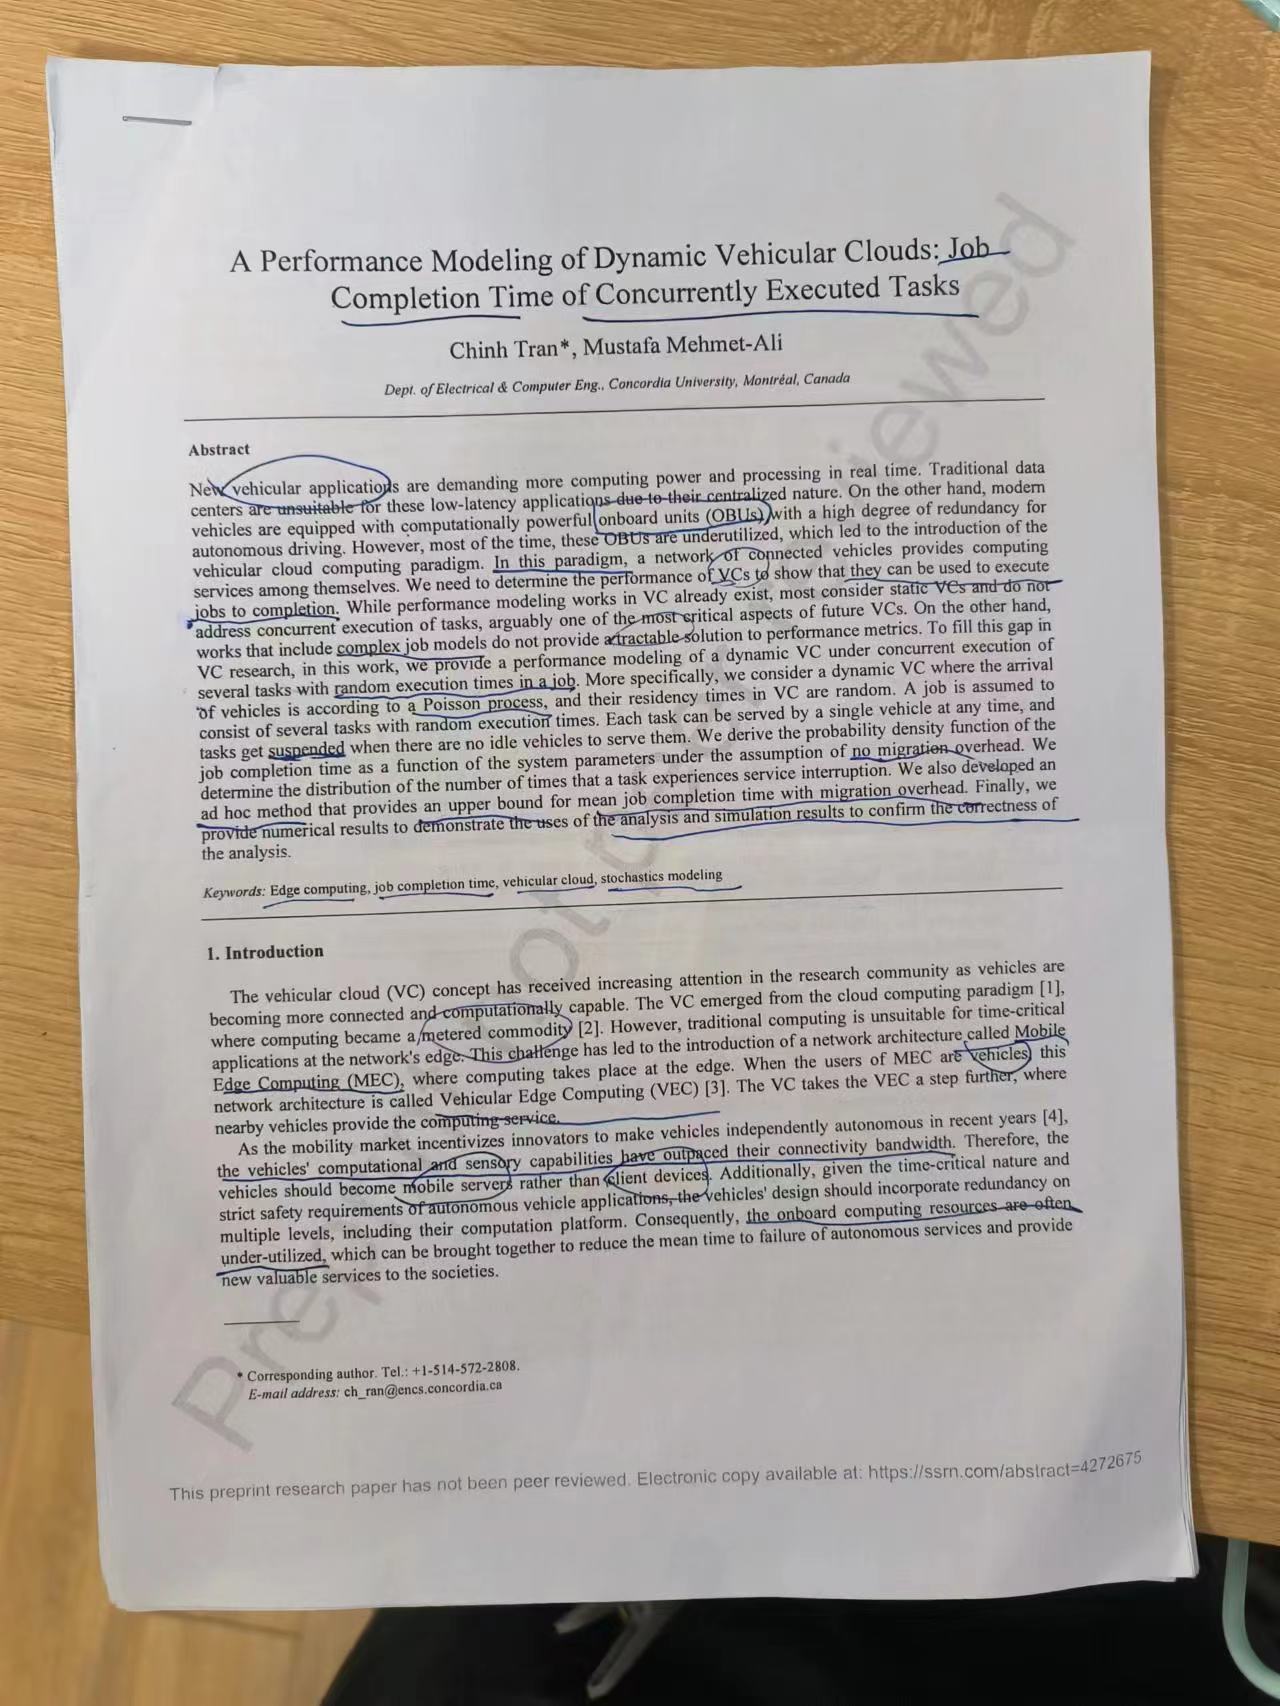 A Performance Modeling of Dynamic Vehicular Clouds: Job
Completion Time of Concurrently Executed Tasks
Chinh Tran*, Mustafa Mehmet-Ali
Dept. of Electrical & Computer Eng., Concordia University, Montréal, Canada
Abstract
New vehicular applications are demanding more computing power and processing in real time. Traditional data
centers are unsuitable for these low-latency applications due to their centralized nature. On the other hand, modern
vehicles are equipped with computationally powerful onboard units (OBUs) with a high degree of redundancy for
autonomous driving. However, most of the time, these OBUs are underutilized, which led to the introduction of the
vehicular cloud computing paradigm. In this paradigm, a network of connected vehicles provides computing
services among themselves. We need to determine the performance of VCs to show that they can be used to execute
jobs to completion. While performance modeling works in VC already exist, most consider static VCs and do not
address concurrent execution of tasks, arguably one of the most critical aspects of future VCs. On the other hand,
works that include complex job models do not provide a tractable solution to performance metrics. To fill this gap in
VC research, in this work, we provide a performance modeling of a dynamic VC under concurrent execution of
several tasks with random execution times in a job. More specifically, we consider a dynamic VC where the arrival
of vehicles is according to a Poisson process, and their residency times in VC are random. A job is assumed to
consist of several tasks with random execution times. Each task can be served by a single vehicle at any time, and
tasks get suspended when there are no idle vehicles to serve them. We derive the probability density function of the
job completion time as a function of the system parameters under the assumption of no migration overhead. We
determine the distribution of the number of times that a task experiences service interruption. We also developed an
ad hoc method that provides an upper bound for mean job completion time with migration overhead. Finally, we
provide numerical results to demonstrate the uses of the analysis and simulation results to confirm the correctness of
the analysis.
Keywords: Edge computing, job completion time, vehicular cloud, stochastics modeling
1. Introduction
The vehicular cloud (VC) concept has received increasing attention in the research community as vehicles are
becoming more connected and computationally capable. The VC emerged from the cloud computing paradigm [1],
where computing became a metered commodity [2]. However, traditional computing is unsuitable for time-critical
applications at the network's edge. This challenge has led to the introduction of a network architecture called Mobile
Edge Computing (MEC), where computing takes place at the edge. When the users of MEC are vehicles, this
network architecture is called Vehicular Edge Computing (VEC) [3]. The VC takes the VEC a step further, where
nearby vehicles provide the computing service.
As the mobility market incentivizes innovators to make vehicles independently autonomous in recent years [4],
the vehicles' computational and sensory capabilities have outpaced their connectivity bandwidth. Therefore, the
vehicles should become mobile servers rather than client devices. Additionally, given the time-critical nature and
strict safety requirements of autonomous vehicle applications, the vehicles' design should incorporate redundancy on
multiple levels, including their computation platform. Consequently, the onboard computing resources are often
under-utilized, which can be brought together to reduce the mean time to failure of autonomous services and provide
new valuable services to the societies.
* Corresponding author. Tel.: +1-514-572-2808.
E-mail address: ch_ran@encs.concordia.ca
This preprint research paper has not been peer reviewed. Electronic copy available at: https://ssrn.com/abstract=4272675